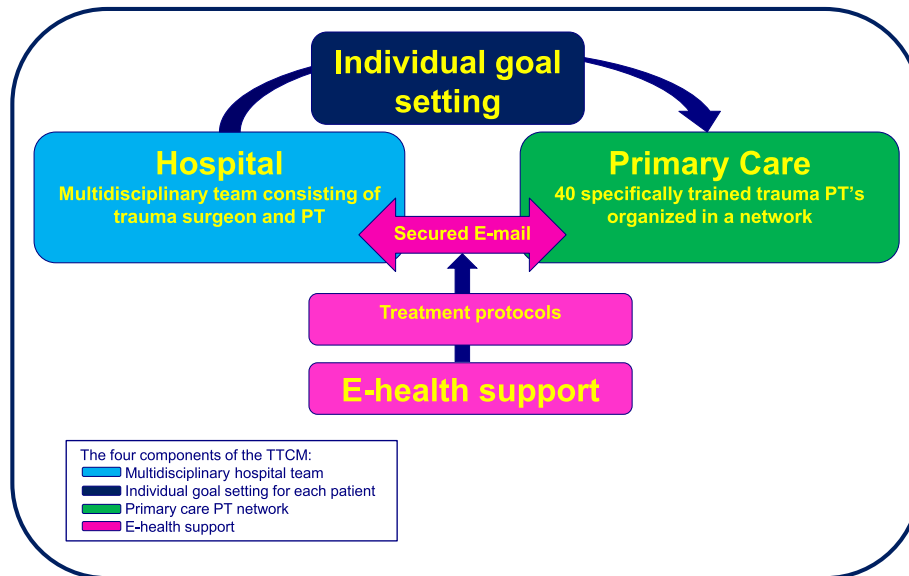 Individual goal
setting
Hospital
Multidisciplinary team consisting of
trauma surgeon and PT
Primary Care
40 specifically trained trauma PT's
organized in a network
Secured E-mail
Treatment protocols
E-health support
The four components of the TTCM:
Multidisciplinary hospital team
Individual goal setting for each patient
Primary care PT network
E-health support